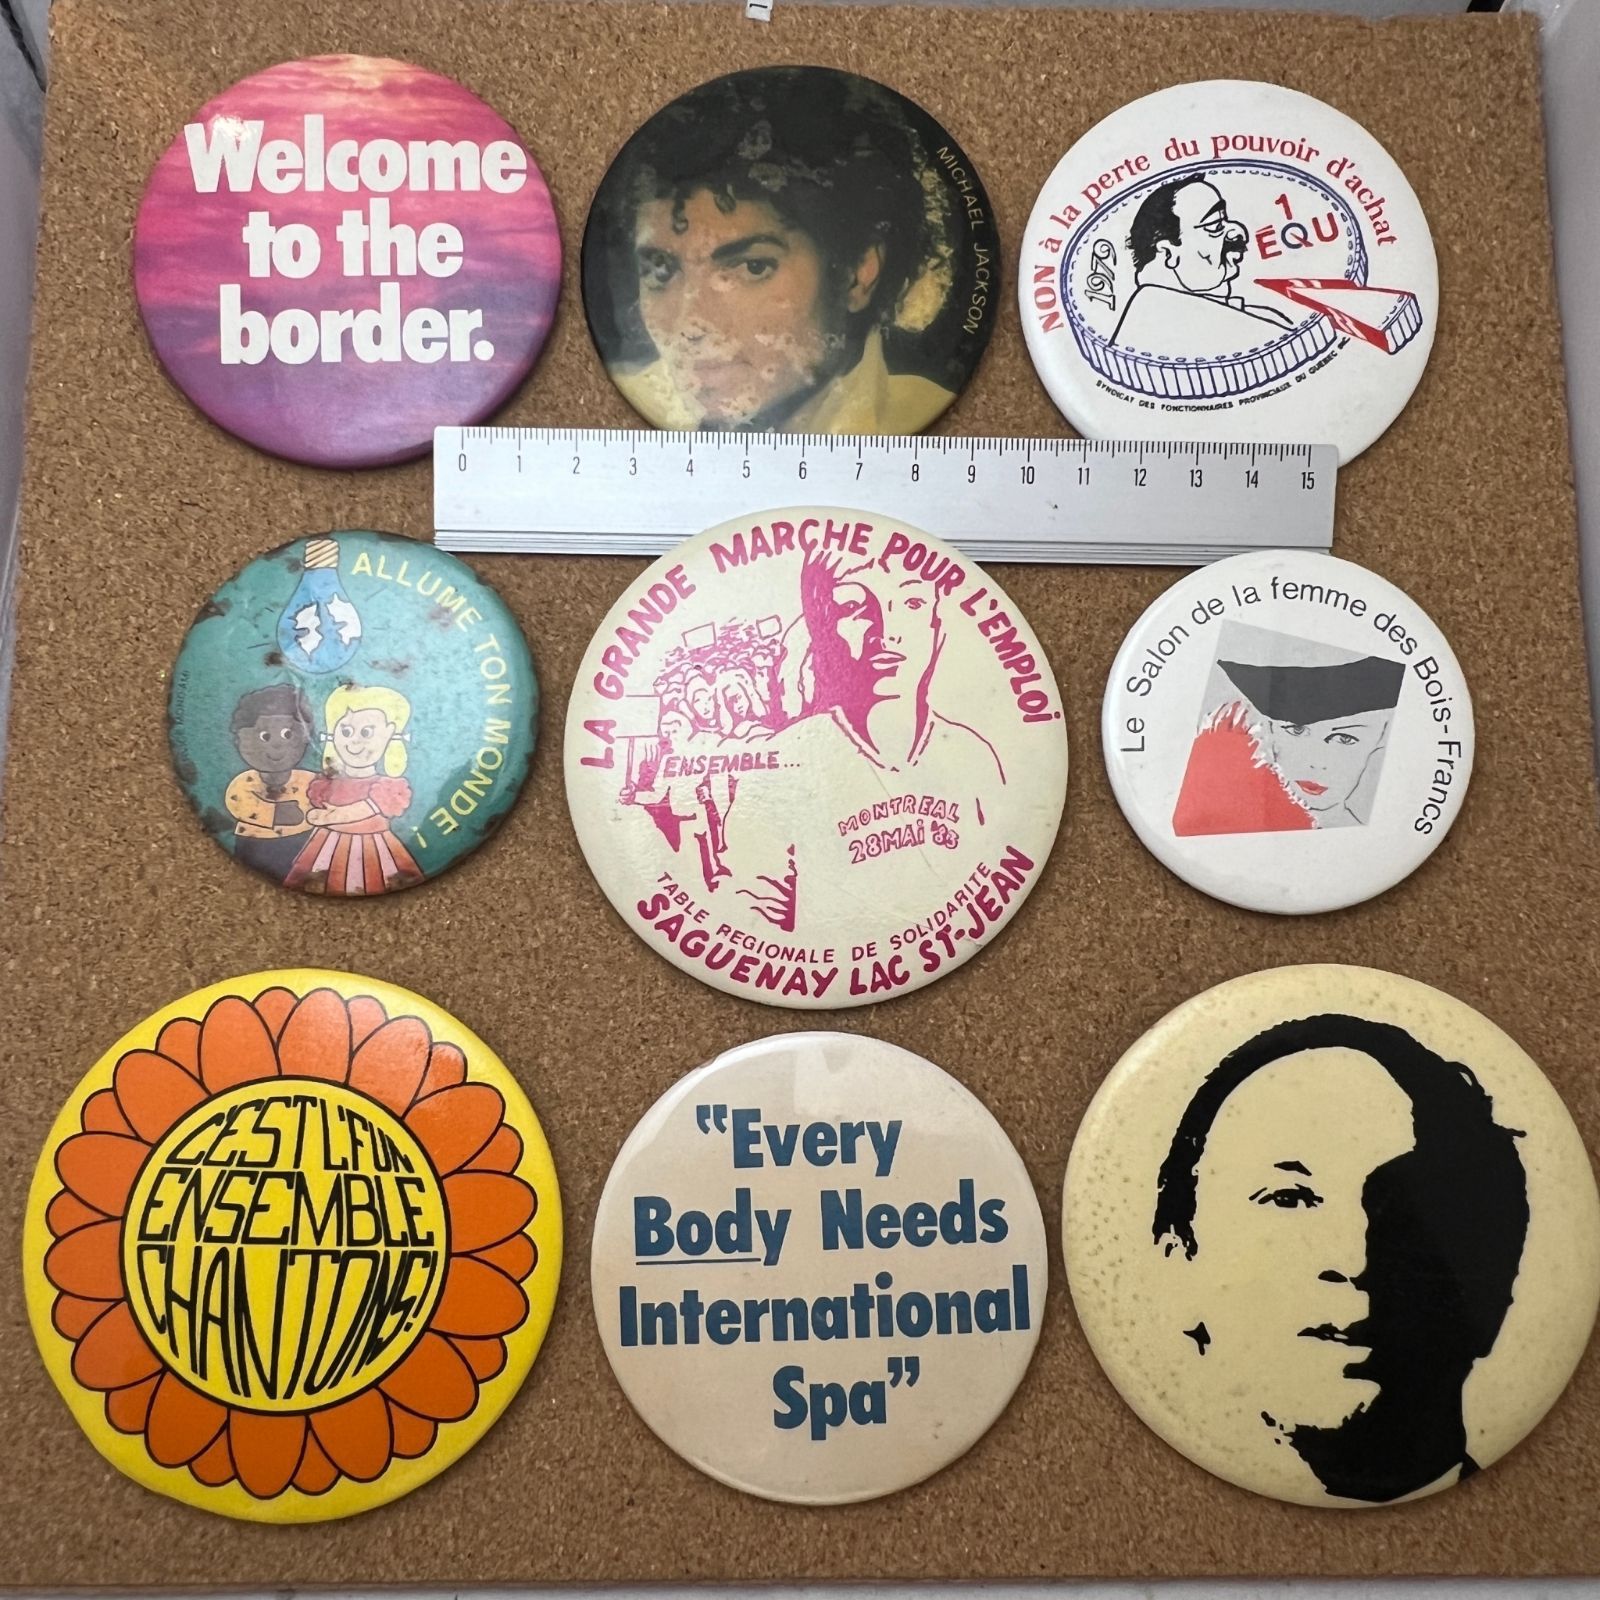 Welcome
to the
border.
MICHAEL JACKSON
NON à la perte du pouvoir d'achat
1979
1
ÉQU
SYNDICAT DES FONCTIONNAIRES PROVINCIAUX DU QUÉBEC INC.
0 1 2 3 4 5 6 7 8 9 10 11 12 13 14 15
ALLUME TON MONDE !
LA GRANDE MARCHE POUR L'EMPLOI
ENSEMBLE...
MONTREAL
28 MAI '83
TABLE REGIONALE DE SOLIDARITE
SAGUENAY LAC ST-JEAN
Le Salon de la femme des Bois-Francs
C'EST L'FUN
ENSEMBLE
CHANTONS!
"Every
Body Needs
International
Spa"